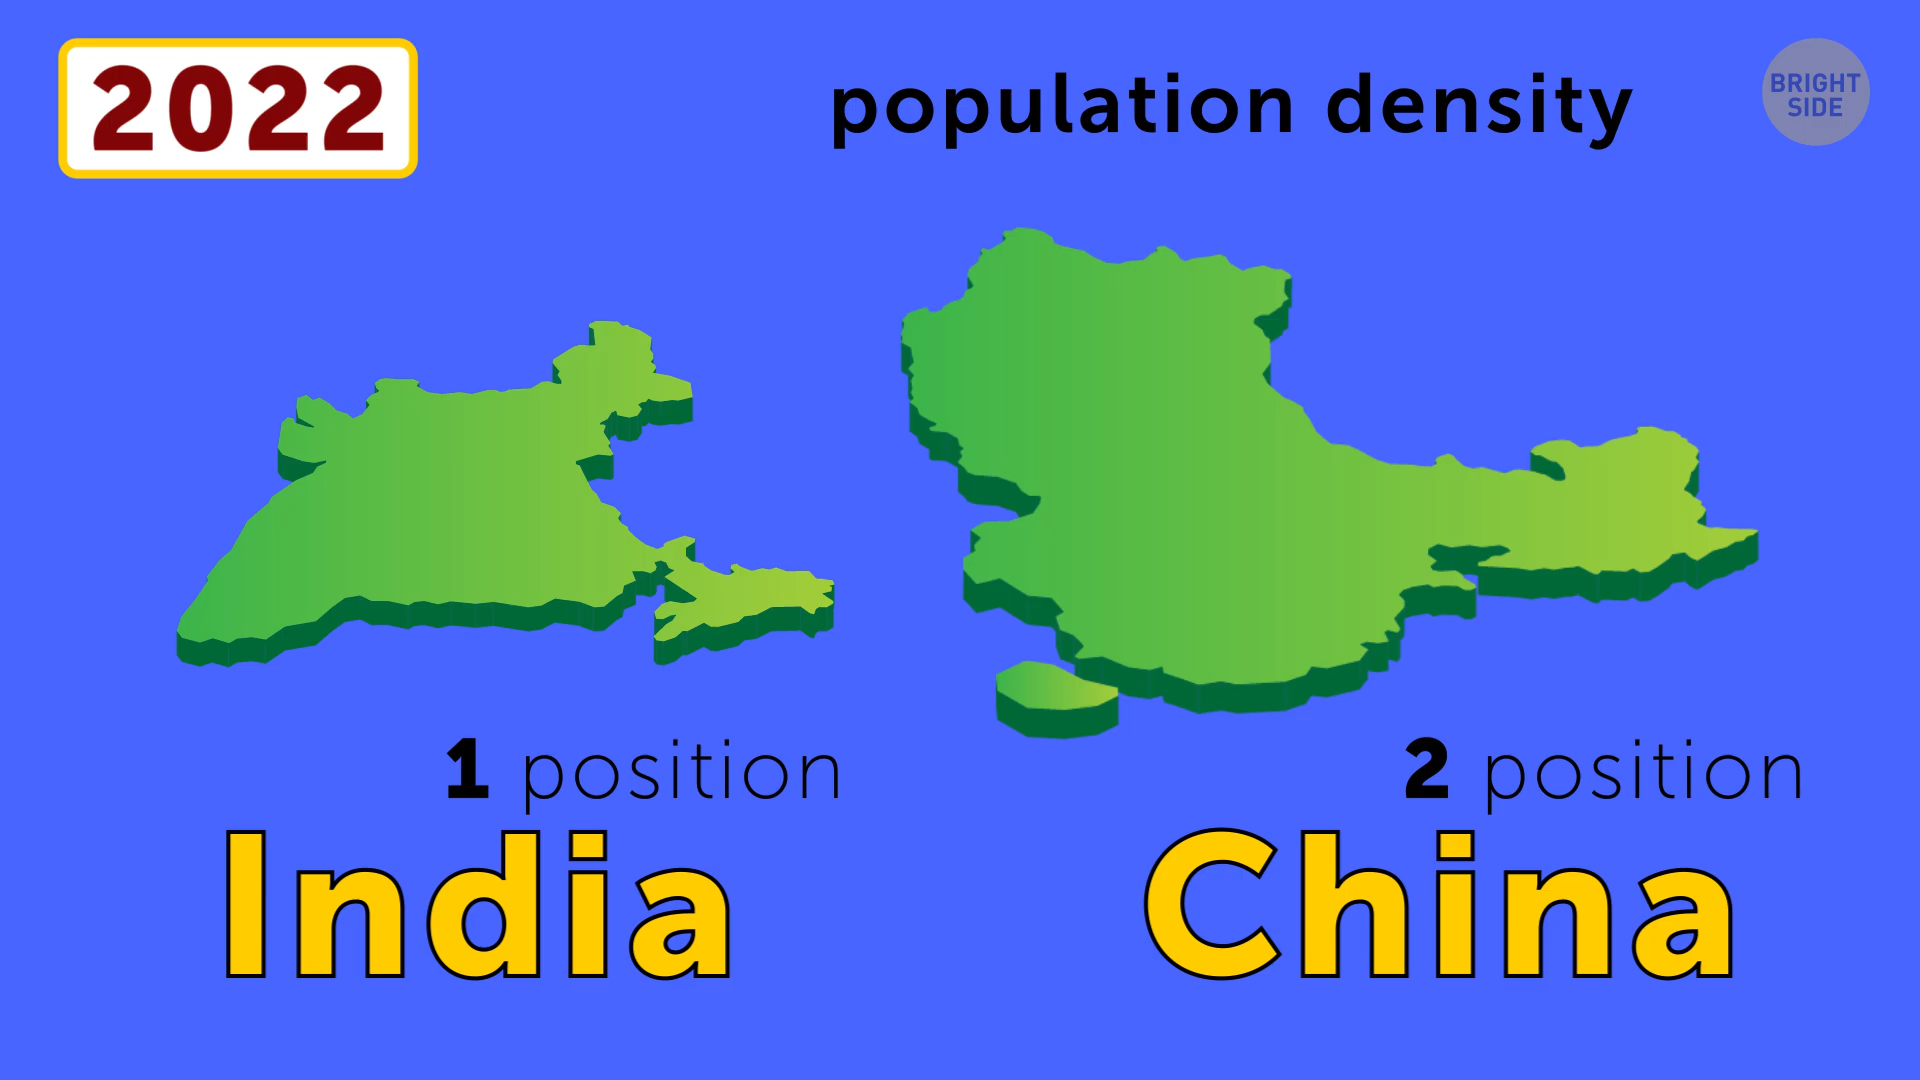 2022
population density
BRIGHT
SIDE
1 position
India
2 position
China